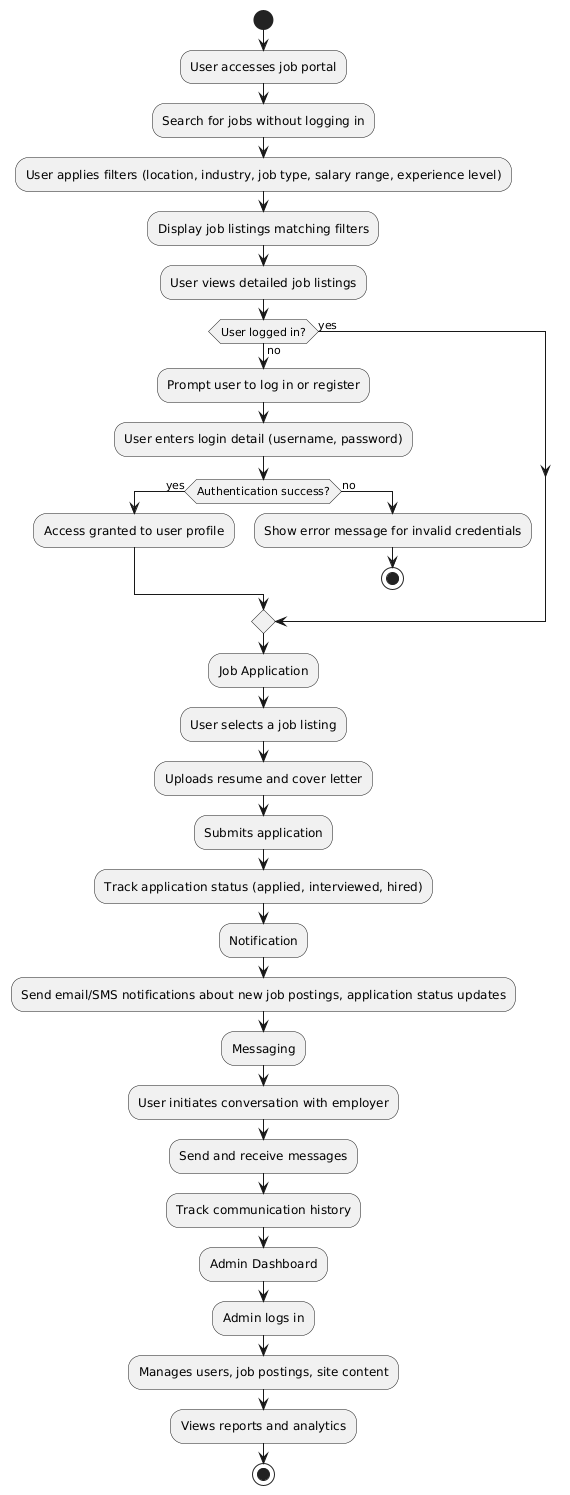 User accesses job portal
Search for jobs without logging in
User applies filters (location, industry, job type, salary range, experience level)
Display job listings matching filters
User views detailed job listings
User logged in?
yes
no
Prompt user to log in or register
User enters login detail (username, password)
yes
Authentication success?
no
Access granted to user profile
Show error message for invalid credentials
Job Application
User selects a job listing
Uploads resume and cover letter
Submits application
Track application status (applied, interviewed, hired)
Notification
Send email/SMS notifications about new job postings, application status updates
Messaging
User initiates conversation with employer
Send and receive messages
Track communication history
Admin Dashboard
Admin logs in
Manages users, job postings, site content
Views reports and analytics